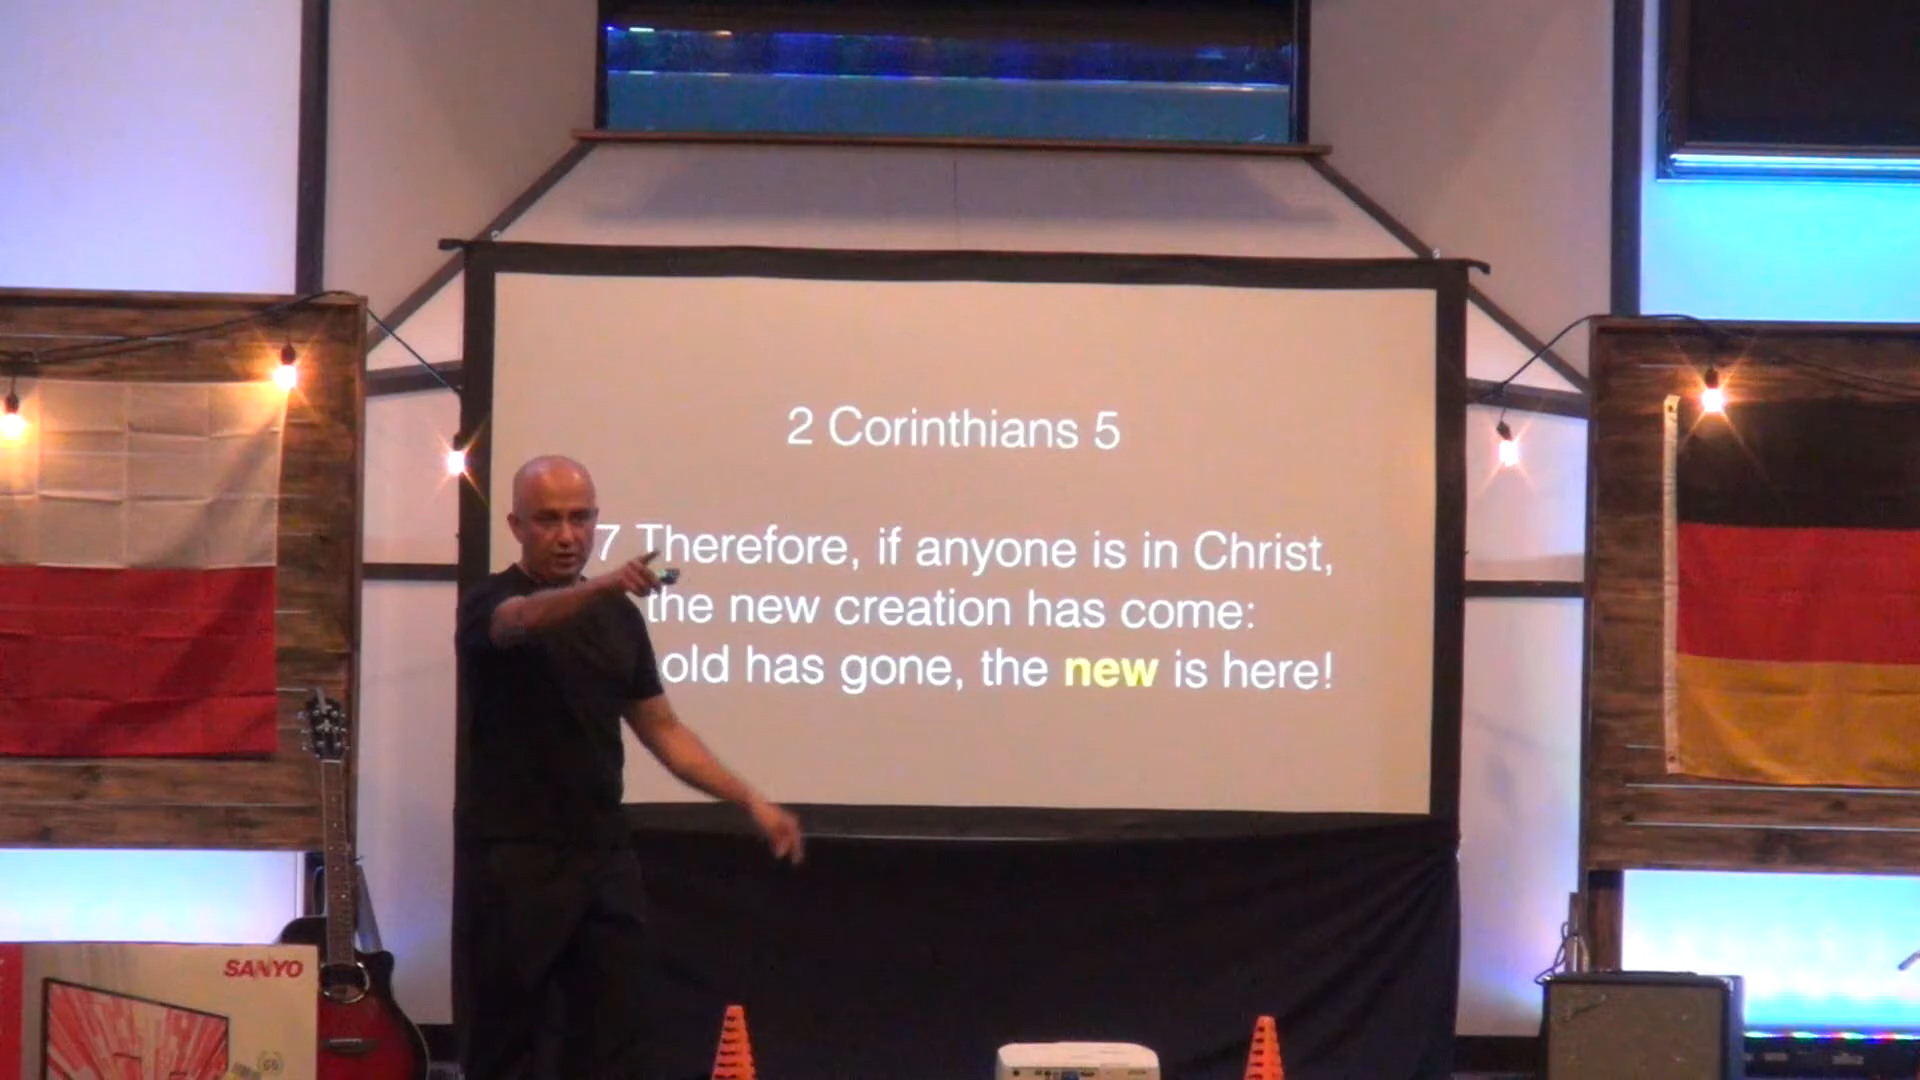 2 Corinthians 5
7 Therefore, if anyone is in Christ,
the new creation has come:
old has gone, the new is here!
SANYO